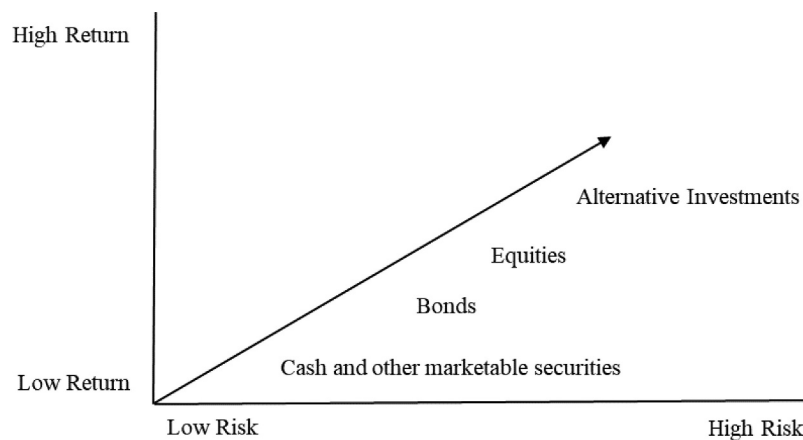 High Return
Alternative Investments
Equities
Bonds
Cash and other marketable securities
Low Return
Low Risk
High Risk